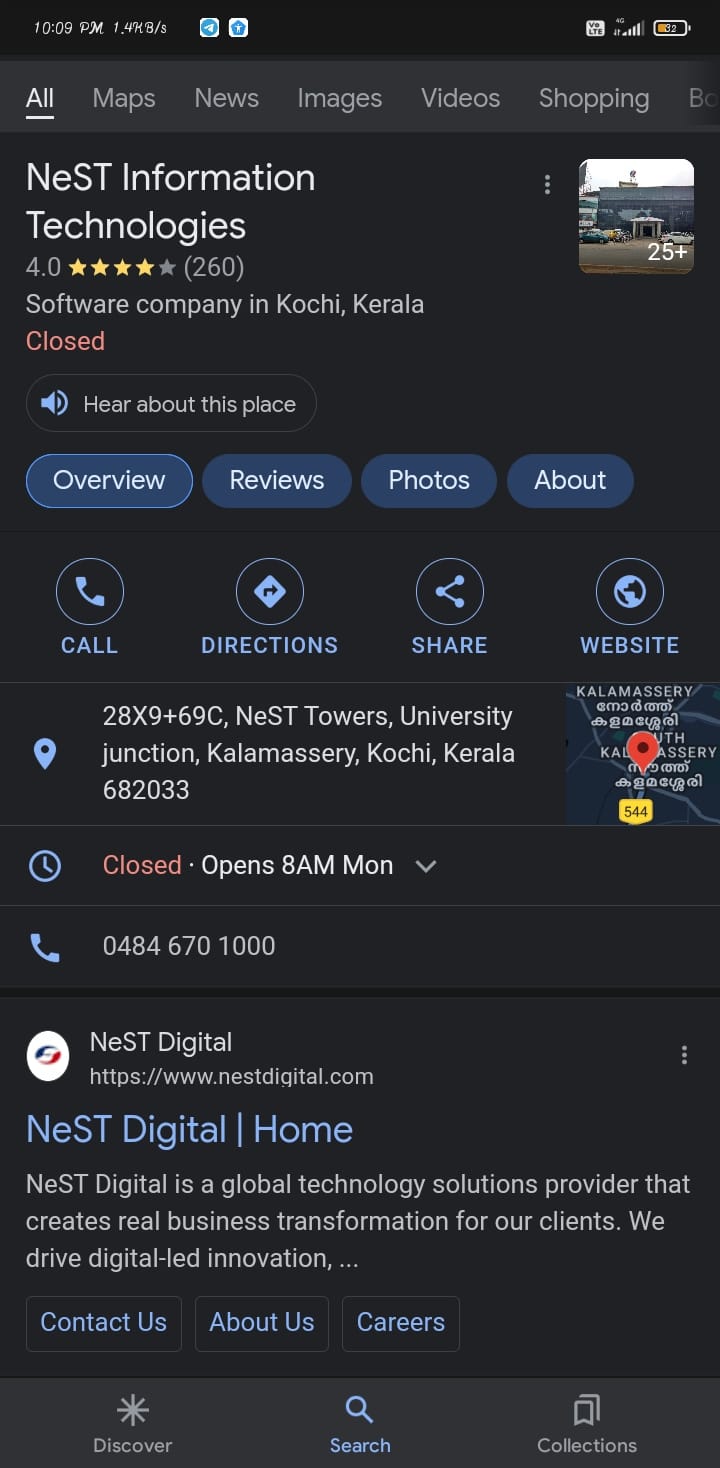 10:09 PM 1.4KB/s
Vo LTE 4G 32
All Maps News Images Videos Shopping Bo
NeST Information
Technologies
25+
4.0 (260)
Software company in Kochi, Kerala
Closed
Hear about this place
Overview Reviews Photos About
CALL DIRECTIONS SHARE WEBSITE
28X9+69C, NeST Towers, University
junction, Kalamassery, Kochi, Kerala
682033
KALAMASSERY
നോർത്ത്
കളമശ്ശേരി
UTH
KAL ASSERY
സൗത്ത്
കളമശ്ശേരി
544
Closed · Opens 8AM Mon
0484 670 1000
NeST Digital
https://www.nestdigital.com
NeST Digital | Home
NeST Digital is a global technology solutions provider that
creates real business transformation for our clients. We
drive digital-led innovation, ...
Contact Us About Us Careers
Discover Search Collections